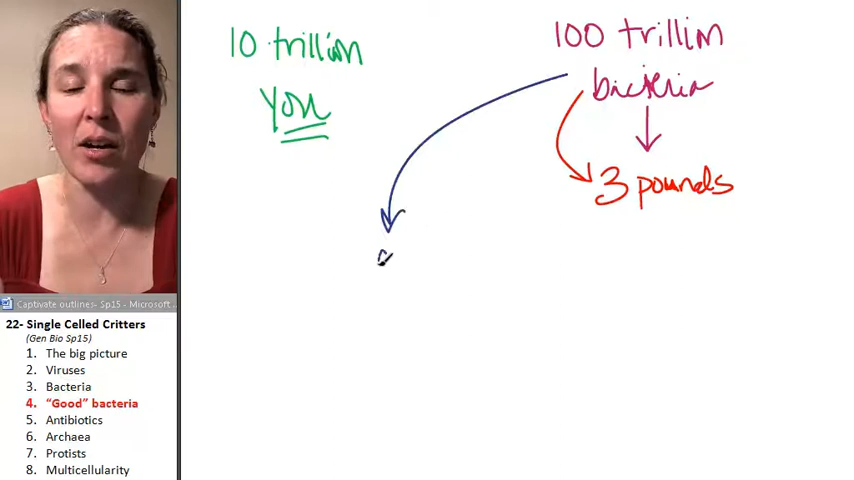 10 trillion
you
100 trillion
bacteria
3 pounds
Captivate outlines- Sp15 - Microsoft ...
22- Single Celled Critters
(Gen Bio Sp15)
1. The big picture
2. Viruses
3. Bacteria
4. "Good" bacteria
5. Antibiotics
6. Archaea
7. Protists
8. Multicellularity